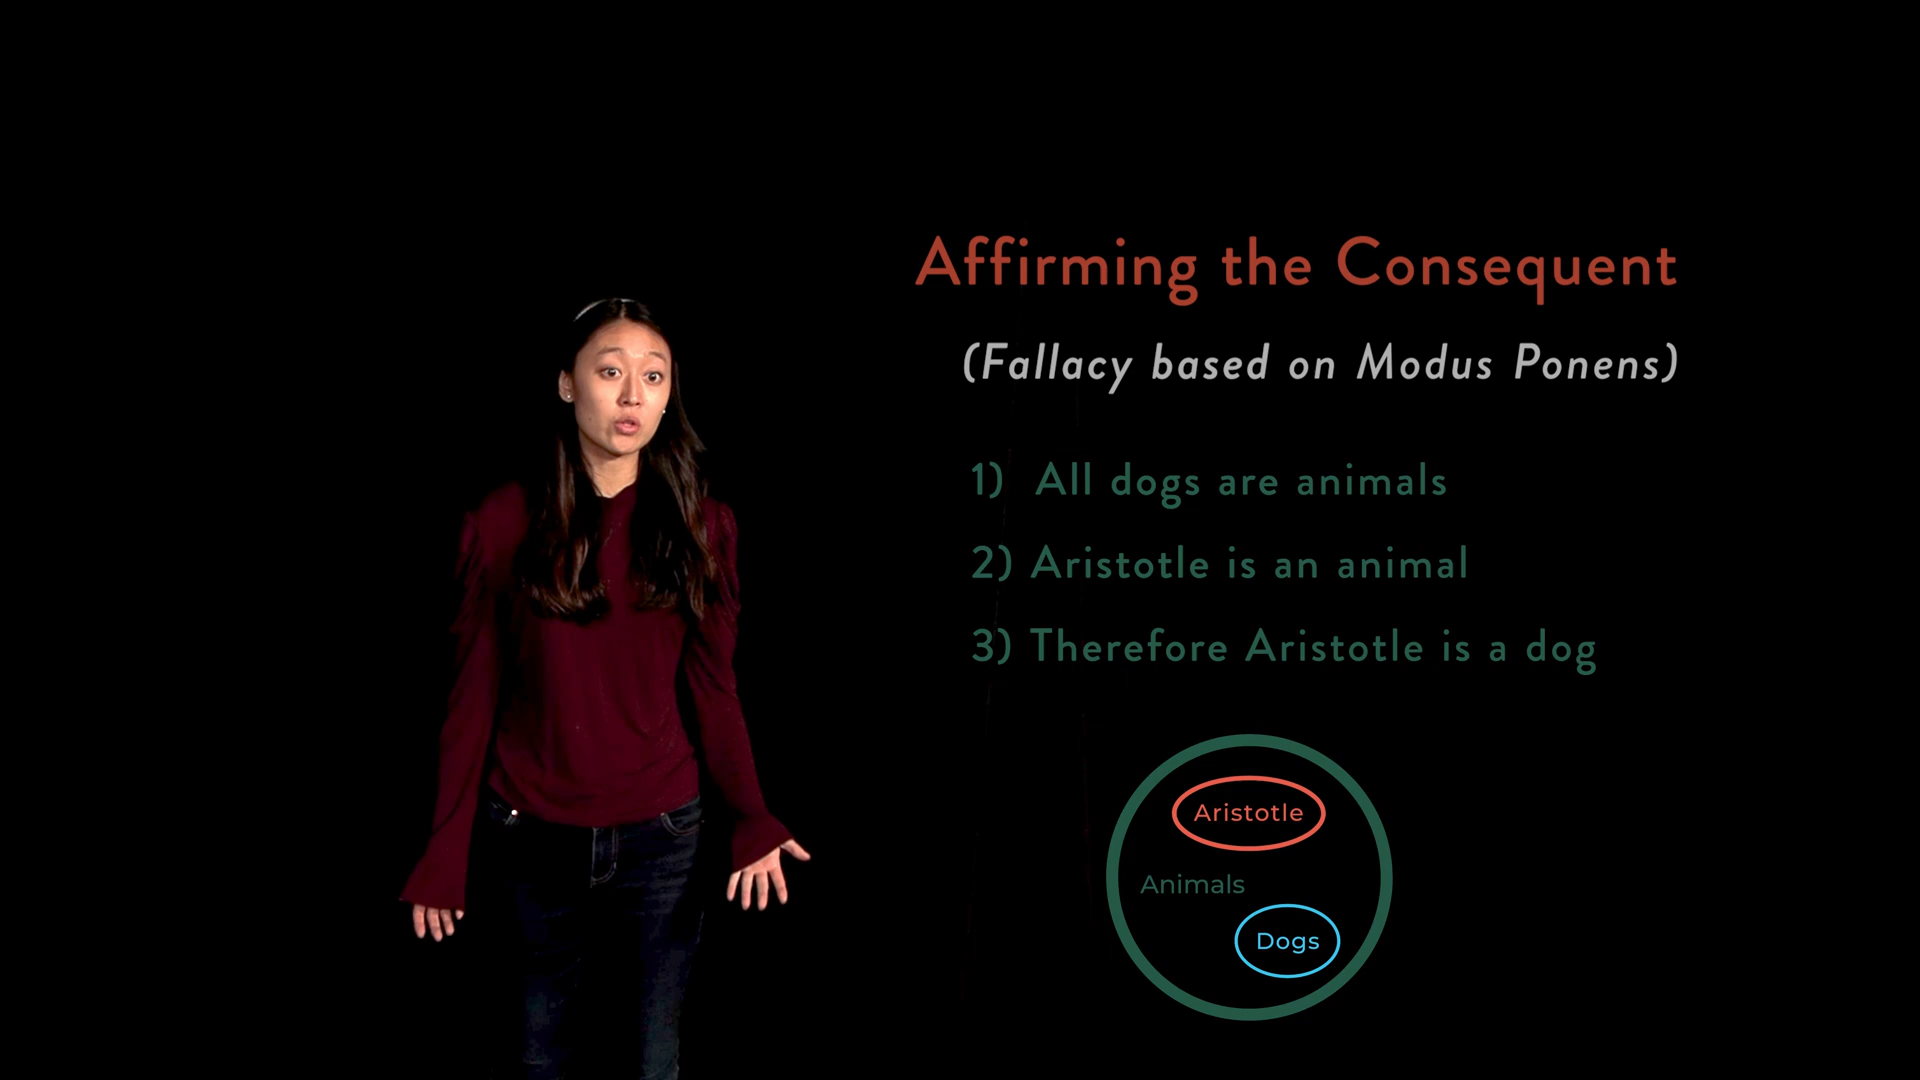 Affirming the Consequent
(Fallacy based on Modus Ponens)
1) All dogs are animals
2) Aristotle is an animal
3) Therefore Aristotle is a dog
Aristotle
Animals
Dogs